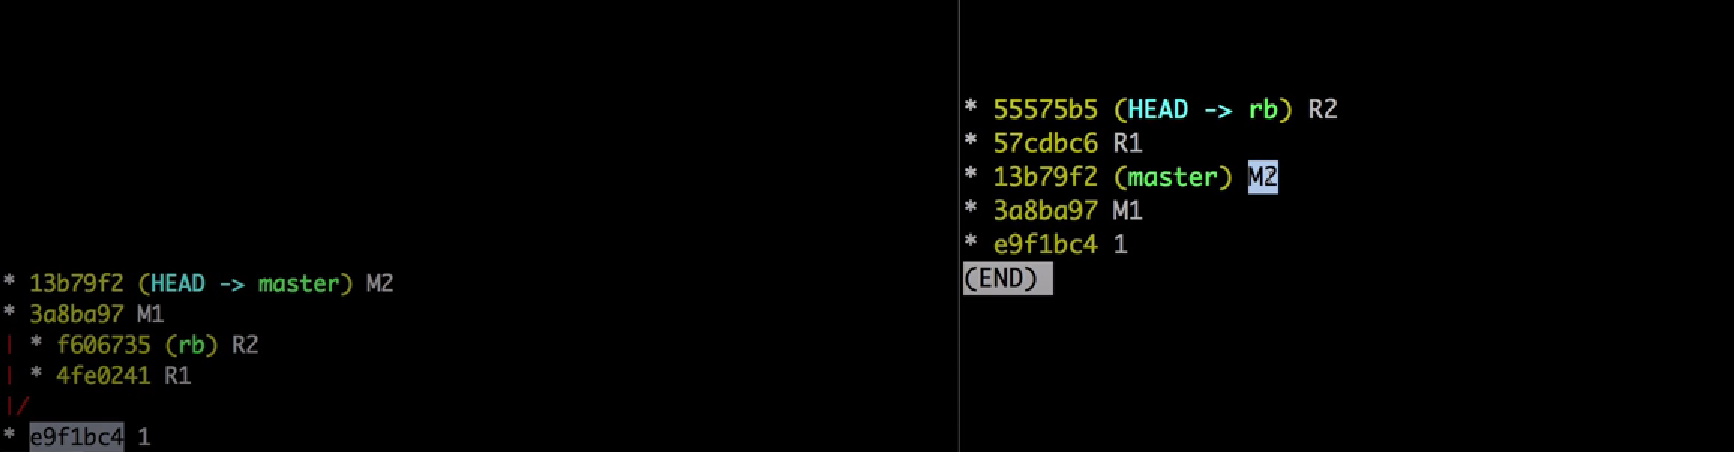 * 13b79f2 (HEAD -> master) M2
* 3a8ba97 M1
| * f606735 (rb) R2
| * 4fe0241 R1
|/
* e9f1bc4 1
* 55575b5 (HEAD -> rb) R2
* 57cdbc6 R1
* 13b79f2 (master) M2
* 3a8ba97 M1
* e9f1bc4 1
(END)